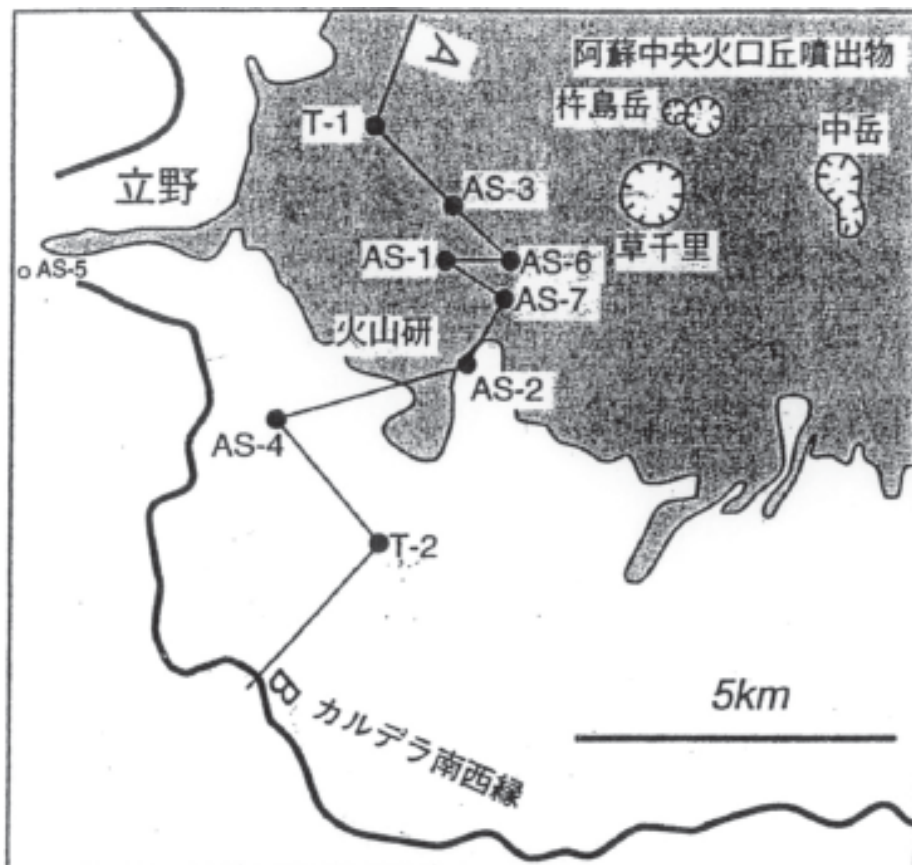 A
阿蘇中央火口丘噴出物
杵島岳
中岳
T-1
立野
AS-3
草千里
AS-1
AS-6
AS-5
AS-7
火山研
AS-2
AS-4
T-2
B
カルデラ南西縁
5km